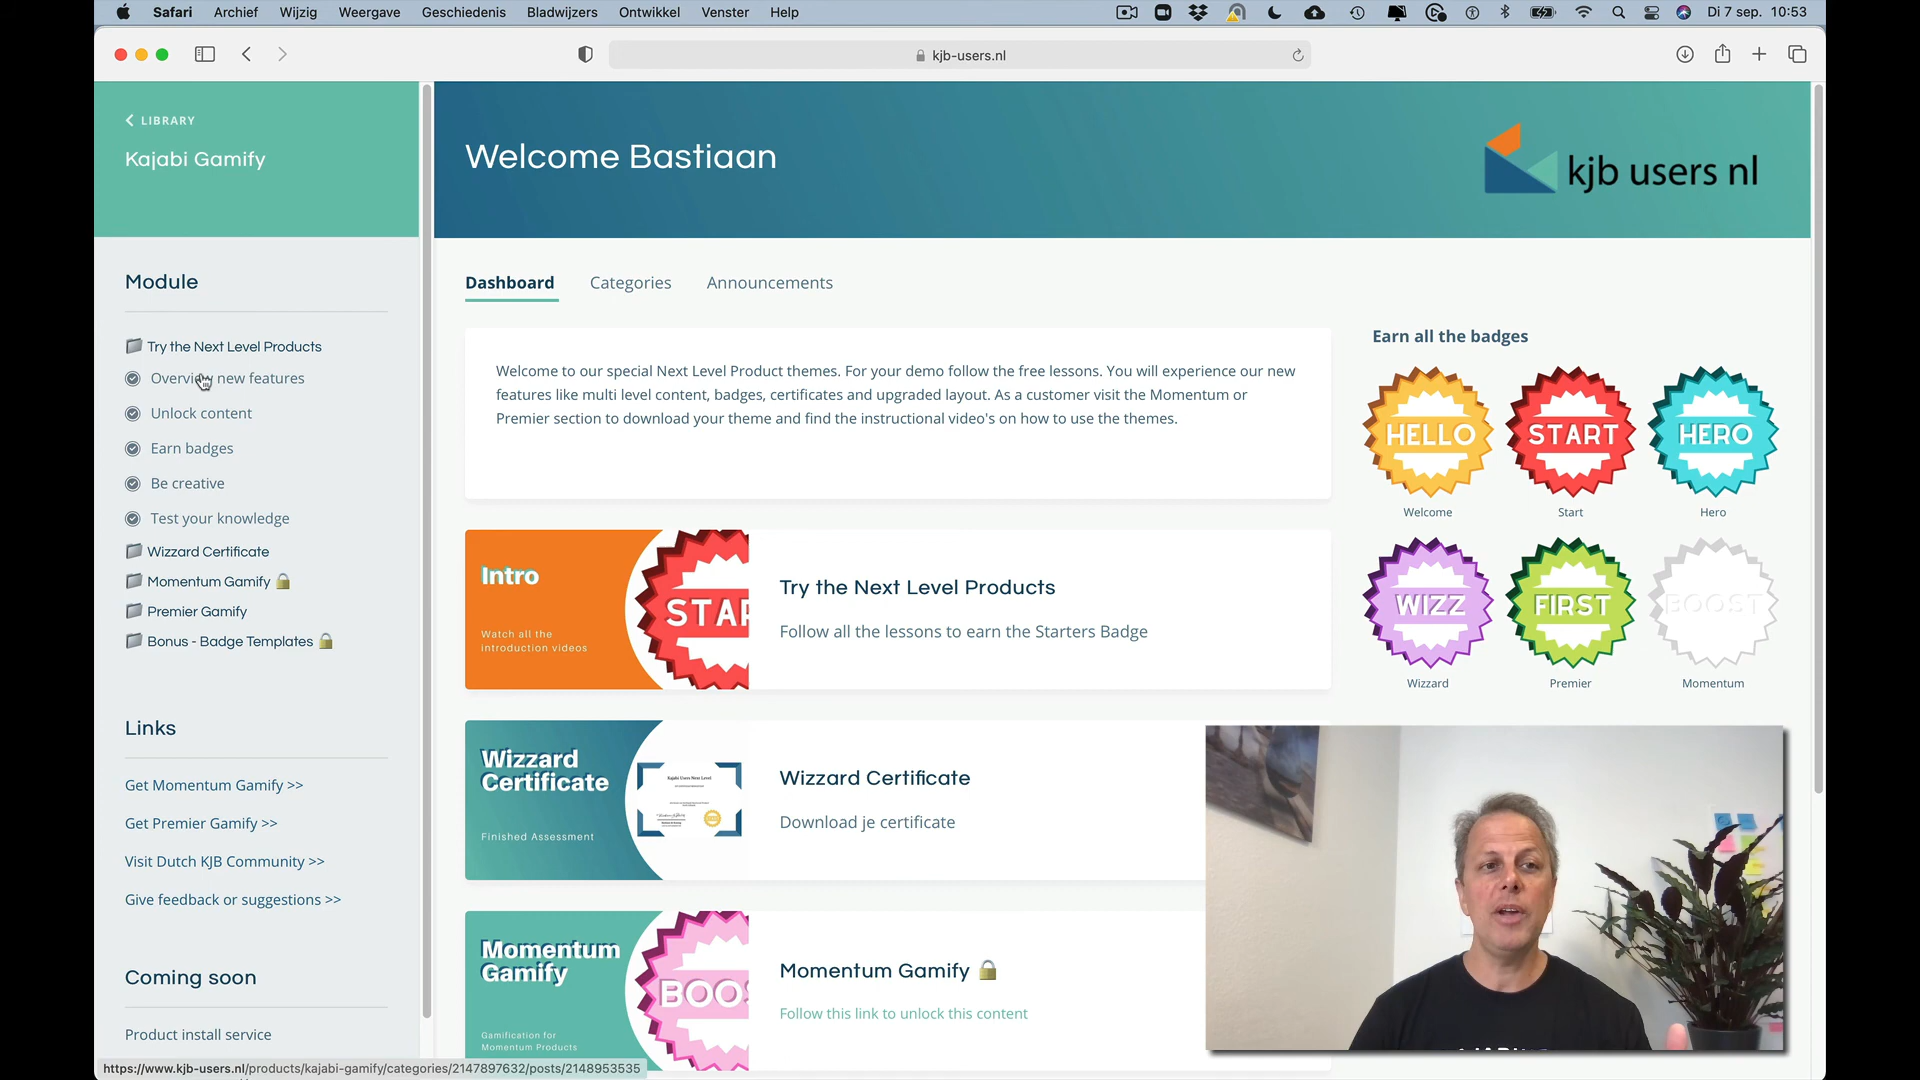 Safari Archief Wijzig Weergave Geschiedenis Bladwijzers Ontwikkel Venster Help Di 7 sep. 10:53
kjb-users.nl
LIBRARY
Kajabi Gamify
Welcome Bastiaan
kjb users nl
Module
Try the Next Level Products
Overview new features
Unlock content
Earn badges
Be creative
Test your knowledge
Wizzard Certificate
Momentum Gamify
Premier Gamify
Bonus - Badge Templates
Links
Get Momentum Gamify >>
Get Premier Gamify >>
Visit Dutch KJB Community >>
Give feedback or suggestions >>
Coming soon
Product install service
https://www.kjb-users.nl/products/kajabi-gamify/categories/2147897632/posts/2148953535
Dashboard Categories Announcements
Welcome to our special Next Level Product themes. For your demo follow the free lessons. You will experience our new
features like multi level content, badges, certificates and upgraded layout. As a customer visit the Momentum or
Premier section to download your theme and find the instructional video's on how to use the themes.
Intro
Watch all the
introduction videos
STAR
Try the Next Level Products
Follow all the lessons to earn the Starters Badge
Wizzard
Certificate
Finished Assessment
Kajabi Users Next Level
Wizzard Certificate
Download je certificate
Momentum
Gamify
Gamification for
Momentum Products
BOOS
Momentum Gamify
Follow this link to unlock this content
Earn all the badges
HELLO START HERO
Welcome Start Hero
WIZZ FIRST BOOST
Wizzard Premier Momentum